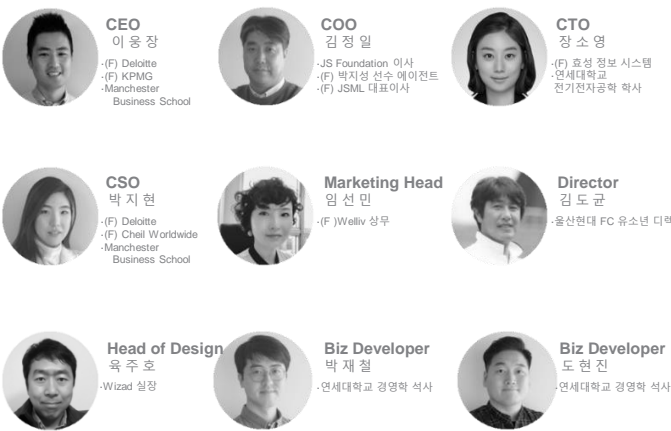 CEO
이 웅 장
·(F) Deloitte
·(F) KPMG
·Manchester
Business School
COO
김 정 일
·JS Foundation 이사
·(F) 박지성 선수 에이전트
·(F) JSML 대표이사
CTO
장 소 영
·(F) 효성 정보 시스템
·연세대학교
전기전자공학 학사
CSO
박 지 현
·(F) Deloitte
·(F) Cheil Worldwide
·Manchester
Business School
Marketing Head
임 선 민
·(F )Welliv 상무
Director
김 도 균
·울산현대 FC 유소년
Head of Design
육 주 호
·Wizad 실장
Biz Developer
박 재 철
·연세대학교 경영학 석사
Biz Developer
도 현 진
·연세대학교 경영학 석사